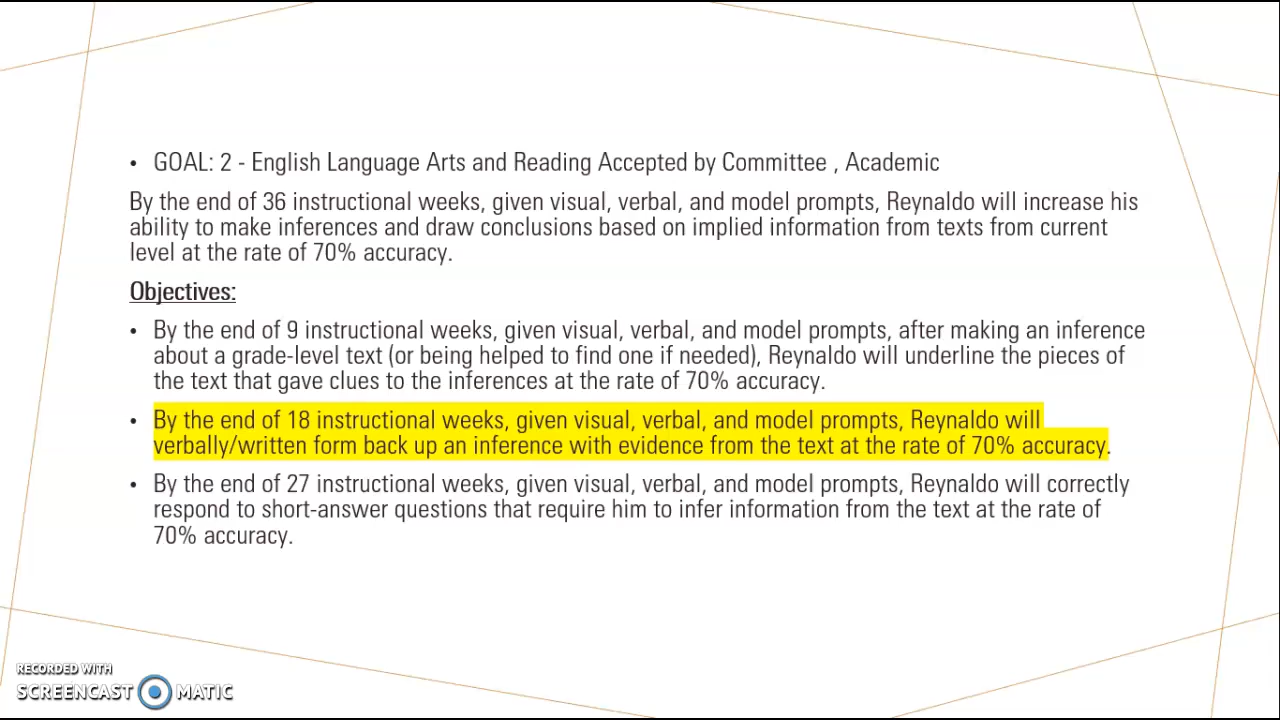 • GOAL: 2 - English Language Arts and Reading Accepted by Committee , Academic
By the end of 36 instructional weeks, given visual, verbal, and model prompts, Reynaldo will increase his
ability to make inferences and draw conclusions based on implied information from texts from current
level at the rate of 70% accuracy.
Objectives:
• By the end of 9 instructional weeks, given visual, verbal, and model prompts, after making an inference
about a grade-level text (or being helped to find one if needed), Reynaldo will underline the pieces of
the text that gave clues to the inferences at the rate of 70% accuracy.
• By the end of 18 instructional weeks, given visual, verbal, and model prompts, Reynaldo will
verbally/written form back up an inference with evidence from the text at the rate of 70% accuracy.
• By the end of 27 instructional weeks, given visual, verbal, and model prompts, Reynaldo will correctly
respond to short-answer questions that require him to infer information from the text at the rate of
70% accuracy.
RECORDED WITH
SCREENCAST MATIC